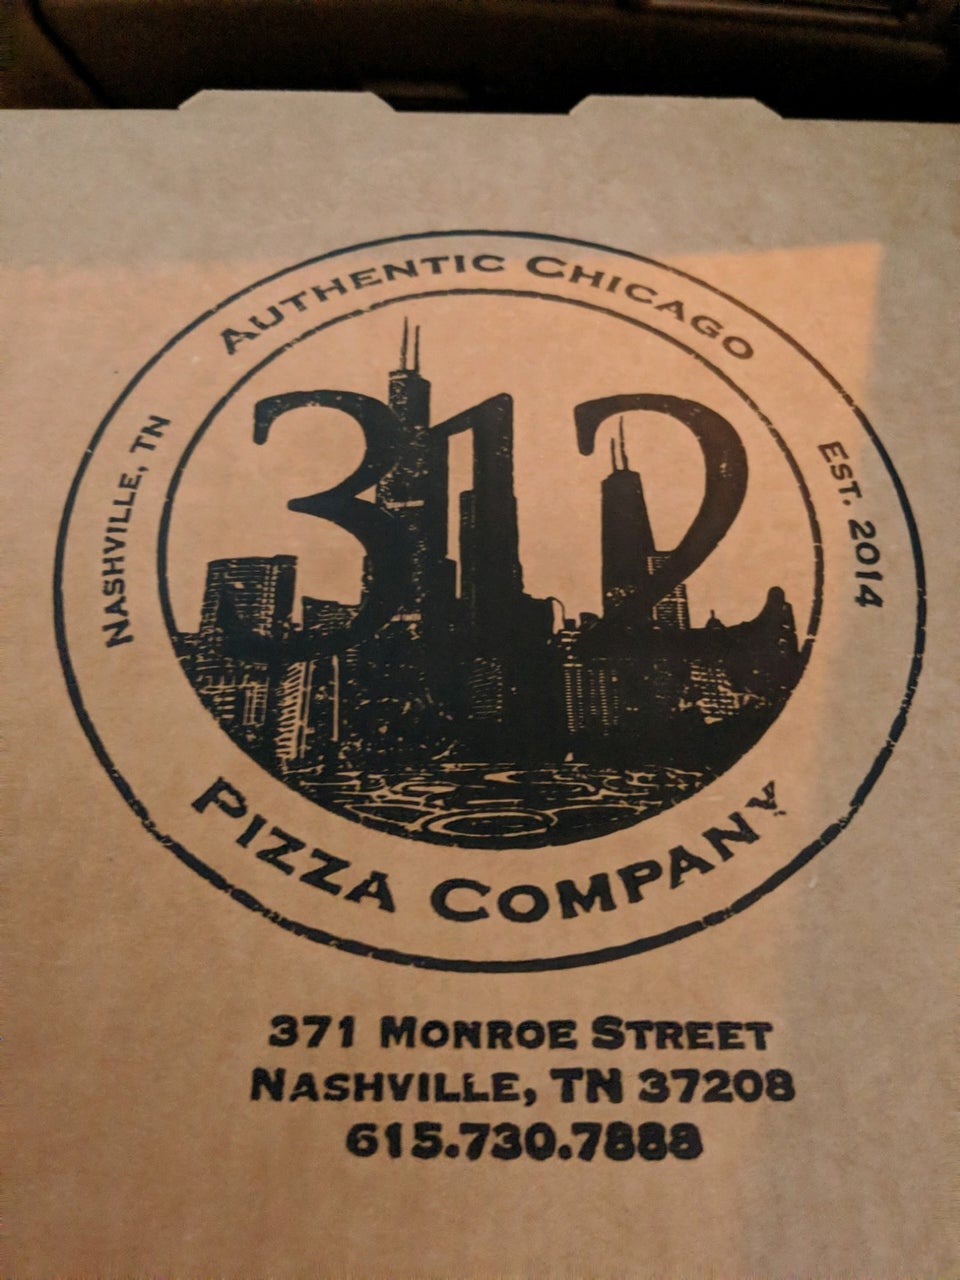 AUTHENTIC CHICAGO
NASHVILLE, TN
312
EST. 2014
PIZZA COMPANY
371 MONROE STREET
NASHVILLE, TN 37208
615.730.7888